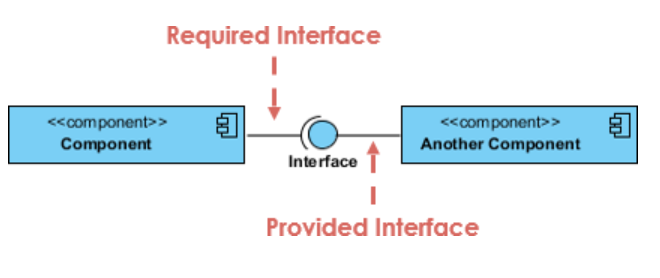 Required Interface
<<component>>
Component
Interface
<<component>>
Another Component
Provided Interface